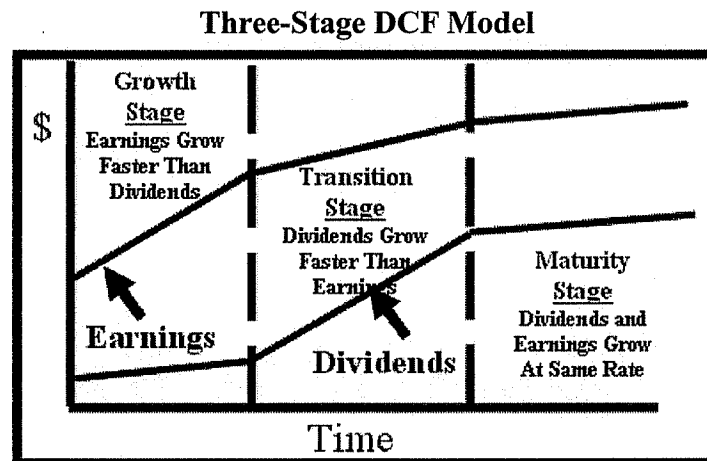 Three-Stage DCF Model
$
Growth
Stage
Earnings Grow
Faster Than
Dividends
Earnings
Transition
Stage
Dividends Grow
Faster Than
Earnings
Dividends
Maturity
Stage
Dividends and
Earnings Grow
At Same Rate
Time